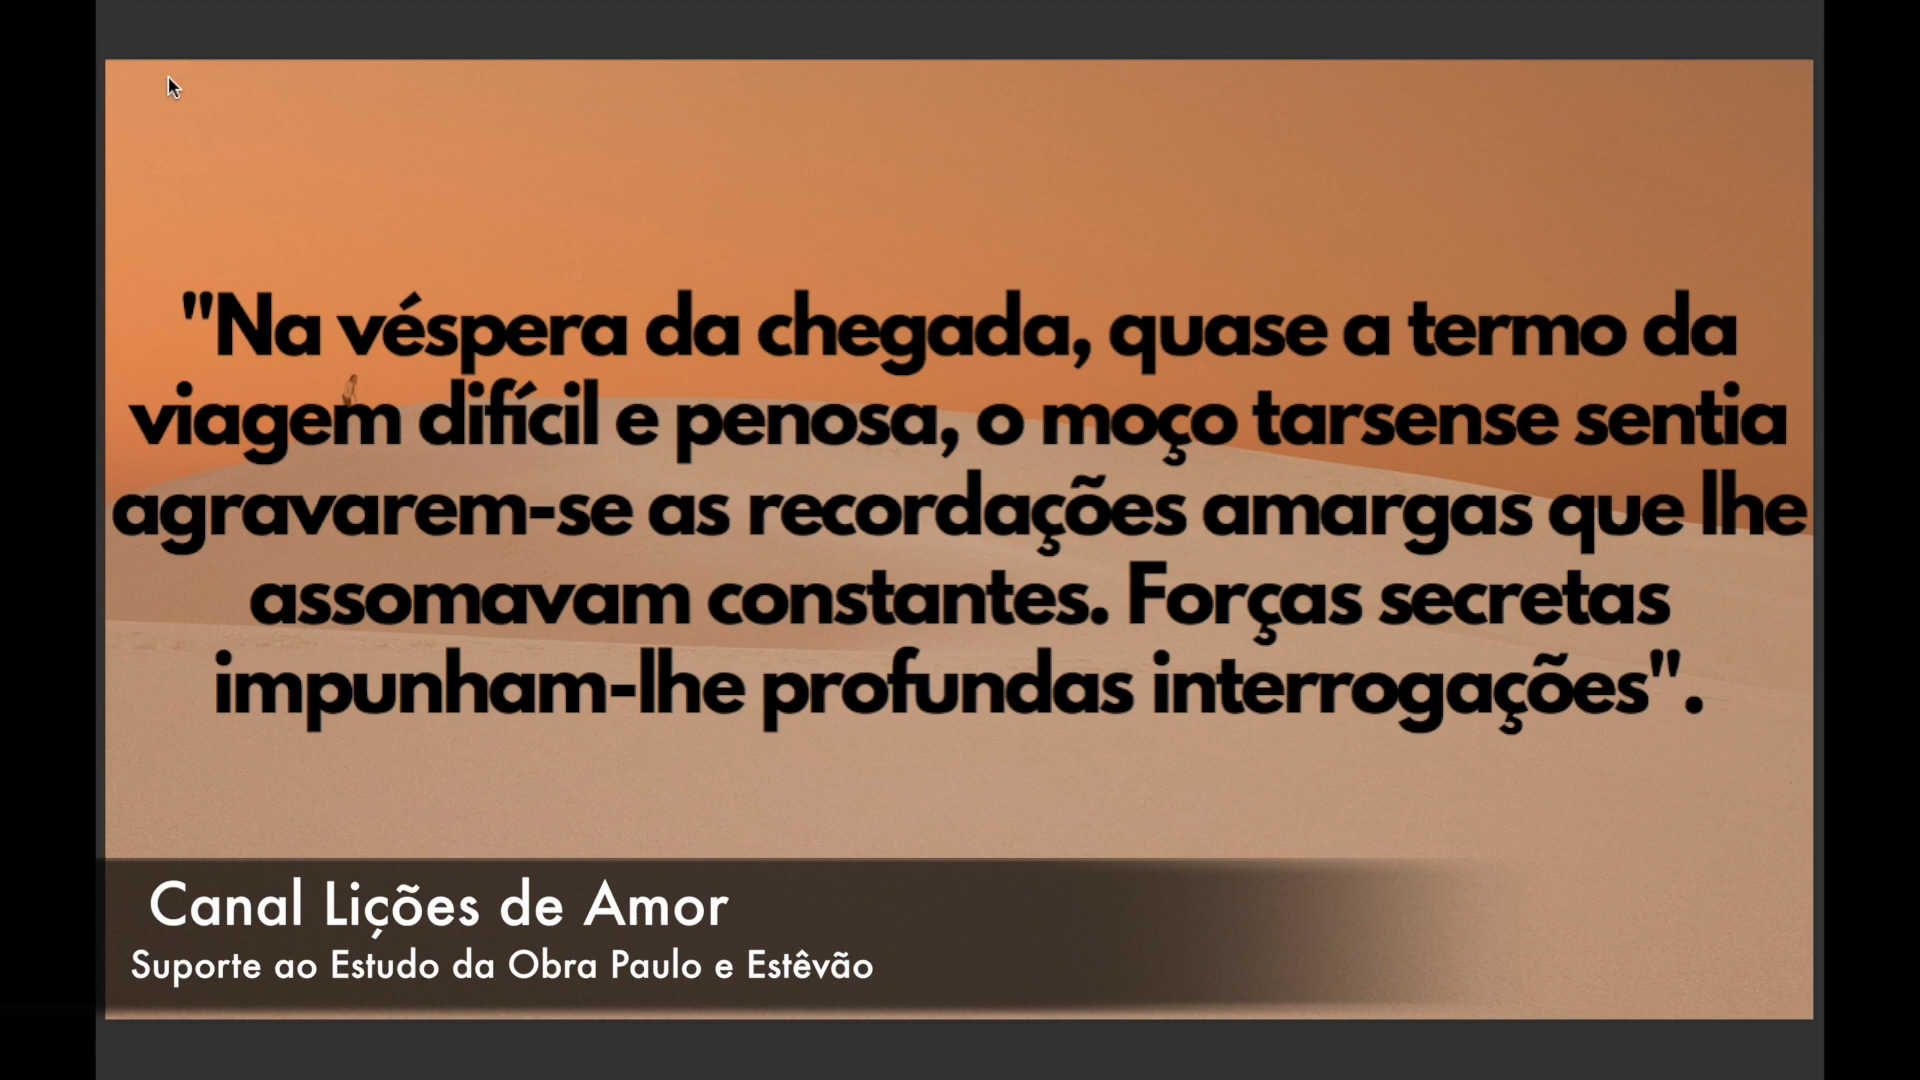 "Na véspera da chegada, quase a termo da
viagem difícil e penosa, o moço tarsense sentia
agravarem-se as recordações amargas que lhe
assomavam constantes. Forças secretas
impunham-lhe profundas interrogações".
Canal Lições de Amor
Suporte ao Estudo da Obra Paulo e Estêvão